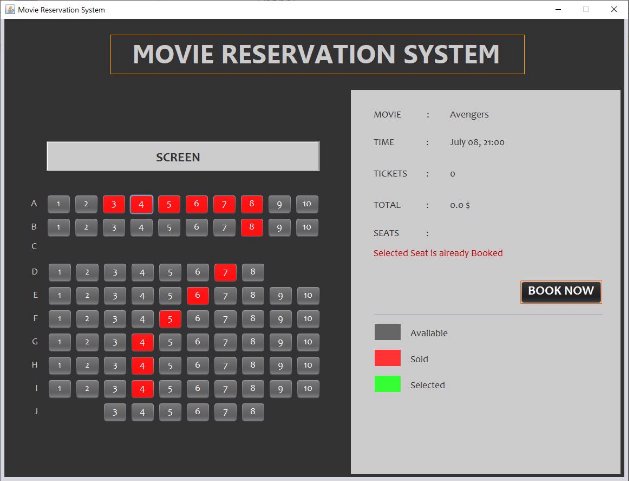 Movie Reservation System
MOVIE RESERVATION SYSTEM
SCREEN
A 1 2 3 4 5 6 7 8 9 10
B 1 2 3 4 5 6 7 8 9 10
C
D 1 2 3 4 5 6 7 8
E 1 2 3 4 5 6 7 8 9 10
F 1 2 3 4 5 6 7 8 9 10
G 1 2 3 4 5 6 7 8 9 10
H 1 2 3 4 5 6 7 8 9 10
I 1 2 3 4 5 6 7 8 9 10
J 3 4 5 6 7 8
MOVIE : Avengers
TIME : July 08, 21:00
TICKETS : 0
TOTAL : 0.0 $
SEATS :
Selected Seat is already Booked
BOOK NOW
Available
Sold
Selected